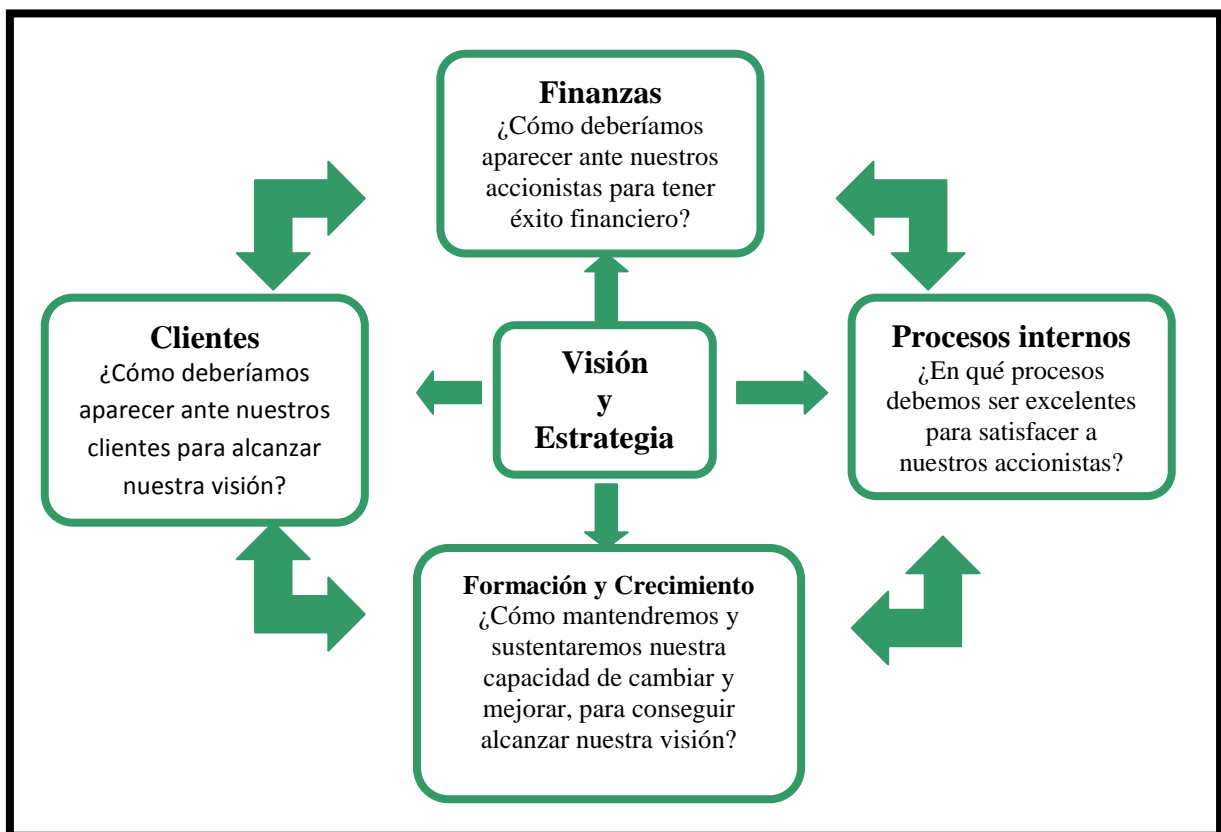 Finanzas
¿Cómo deberíamos
aparecer ante nuestros
accionistas para tener
éxito financiero?
Clientes
¿Cómo deberíamos
aparecer ante nuestros
clientes para alcanzar
nuestra visión?
Visión
y
Estrategia
Procesos internos
¿En qué procesos
debemos ser excelentes
para satisfacer a
nuestros accionistas?
Formación y Crecimiento
¿Cómo mantendremos y
sustentaremos nuestra
capacidad de cambiar y
mejorar, para conseguir
alcanzar nuestra visión?